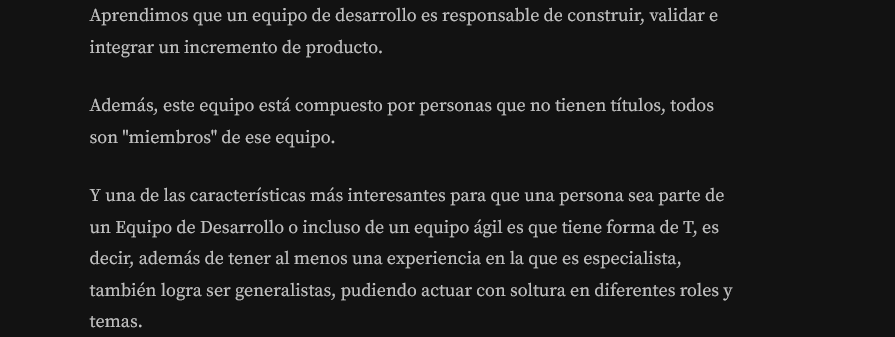 Aprendimos que un equipo de desarrollo es responsable de construir, validar e
integrar un incremento de producto.
Además, este equipo está compuesto por personas que no tienen títulos, todos
son "miembros" de ese equipo.
Y una de las características más interesantes para que una persona sea parte de
un Equipo de Desarrollo o incluso de un equipo ágil es que tiene forma de T, es
decir, además de tener al menos una experiencia en la que es especialista,
también logra ser generalistas, pudiendo actuar con soltura en diferentes roles y
temas.